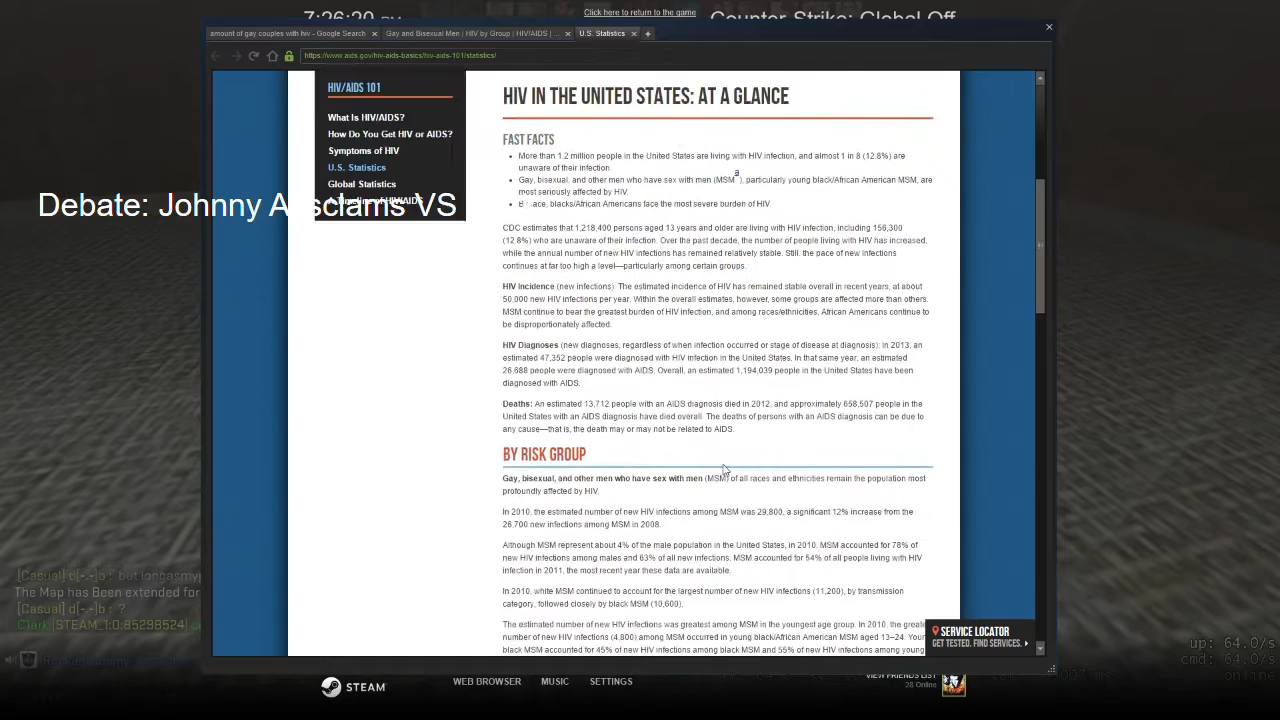 7:26:20 PM
Click here to return to the game
Counter-Strike: Global Off
amount of gay couples with hiv - Google Search
Gay and Bisexual Men | HIV by Group | HIV/AIDS | ...
U.S. Statistics
https://www.aids.gov/hiv-aids-basics/hiv-aids-101/statistics/
HIV/AIDS 101
What Is HIV/AIDS?
How Do You Get HIV or AIDS?
Symptoms of HIV
U.S. Statistics
Global Statistics
Debate: Johnny A sclams VS
HIV IN THE UNITED STATES: AT A GLANCE
FAST FACTS
More than 1.2 million people in the United States are living with HIV infection, and almost 1 in 8 (12.8%) are
unaware of their infection.
Gay, bisexual, and other men who have sex with men (MSM a ), particularly young black/African American MSM, are
most seriously affected by HIV.
blacks/African Americans face the most severe burden of HIV.
CDC estimates that 1,218,400 persons aged 13 years and older are living with HIV infection, including 156,300
(12.8%) who are unaware of their infection. Over the past decade, the number of people living with HIV has increased,
while the annual number of new HIV infections has remained relatively stable. Still, the pace of new infections
continues at far too high a level—particularly among certain groups.
HIV Incidence (new infections): The estimated incidence of HIV has remained stable overall in recent years, at about
50,000 new HIV infections per year. Within the overall estimates, however, some groups are affected more than others.
MSM continue to bear the greatest burden of HIV infection, and among races/ethnicities, African Americans continue to
be disproportionately affected.
HIV Diagnoses (new diagnoses, regardless of when infection occurred or stage of disease at diagnosis): In 2013, an
estimated 47,352 people were diagnosed with HIV infection in the United States. In that same year, an estimated
26,688 people were diagnosed with AIDS. Overall, an estimated 1,194,039 people in the United States have been
diagnosed with AIDS.
Deaths: An estimated 13,712 people with an AIDS diagnosis died in 2012, and approximately 658,507 people in the
United States with an AIDS diagnosis have died overall. The deaths of persons with an AIDS diagnosis can be due to
any cause—that is, the death may or may not be related to AIDS.
BY RISK GROUP
Gay, bisexual, and other men who have sex with men (MSM) of all races and ethnicities remain the population most
profoundly affected by HIV.
In 2010, the estimated number of new HIV infections among MSM was 29,800, a significant 12% increase from the
26,700 new infections among MSM in 2008.
Although MSM represent about 4% of the male population in the United States, in 2010, MSM accounted for 78% of
new HIV infections among males and 63% of all new infections. MSM accounted for 54% of all people living with HIV
infection in 2011, the most recent year these data are available.
In 2010, white MSM continued to account for the largest number of new HIV infections (11,200), by transmission
category, followed closely by black MSM (10,600).
The estimated number of new HIV infections was greatest among MSM in the youngest age group. In 2010, the greate
number of new HIV infections (4,800) among MSM occurred in young black/African American MSM aged 13–24. Young
black MSM accounted for 45% of new HIV infections among black MSM and 55% of new HIV infections among young
SERVICE LOCATOR
GET TESTED. FIND SERVICES.
[Casual] d[-.-]a : but iongasmyp
The Map has Been extended for
[Casual] d[-.-]b : ?
Clark [STEAM_1:0:85298524] c
up: 64.0/s
cmd: 64.0/s
online
STEAM
WEB BROWSER
MUSIC
SETTINGS
VIEW FRIENDS LIST
28 Online